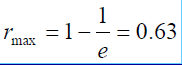 r_max = 1 − 1/e = 0.63